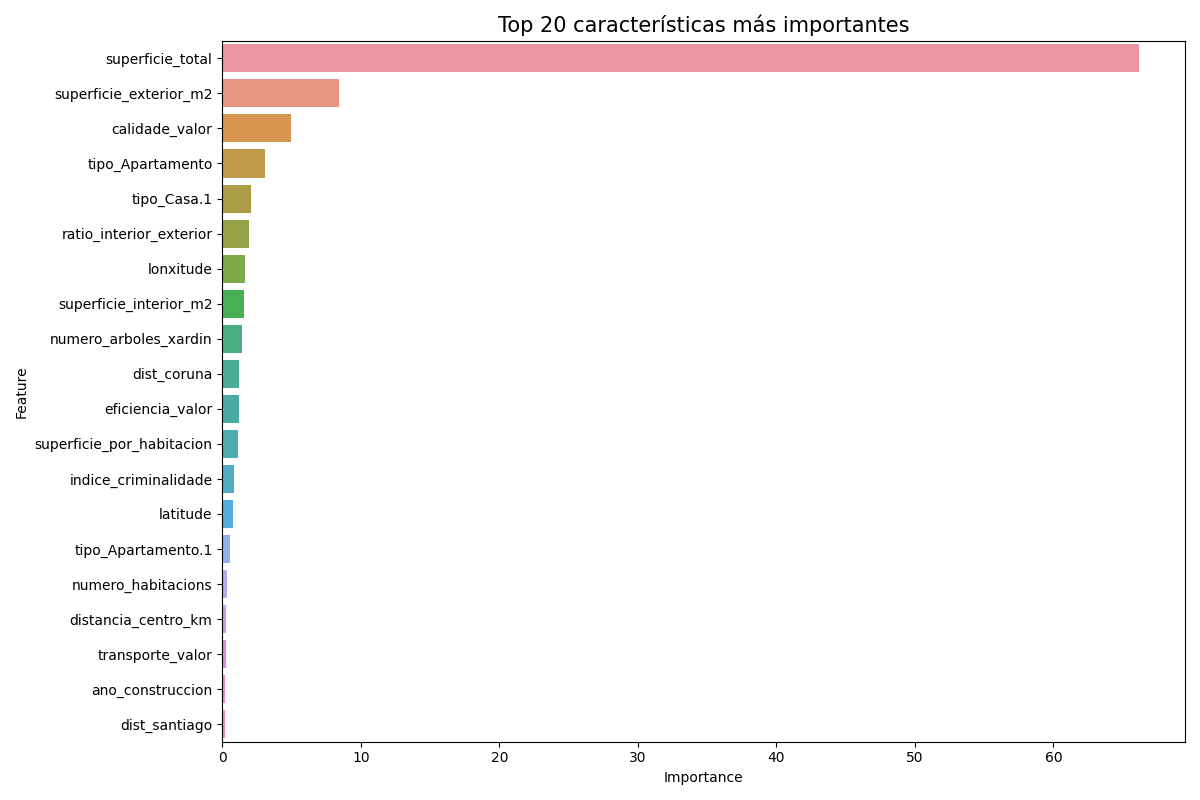 Top 20 características más importantes
superficie_total
superficie_exterior_m2
calidade_valor
tipo_Apartamento
tipo_Casa.1
ratio_interior_exterior
lonxitude
superficie_interior_m2
numero_arboles_xardin
dist_coruna
eficiencia_valor
superficie_por_habitacion
indice_criminalidade
latitude
tipo_Apartamento.1
numero_habitacions
distancia_centro_km
transporte_valor
ano_construccion
dist_santiago
Feature
0 10 20 30 40 50 60
Importance